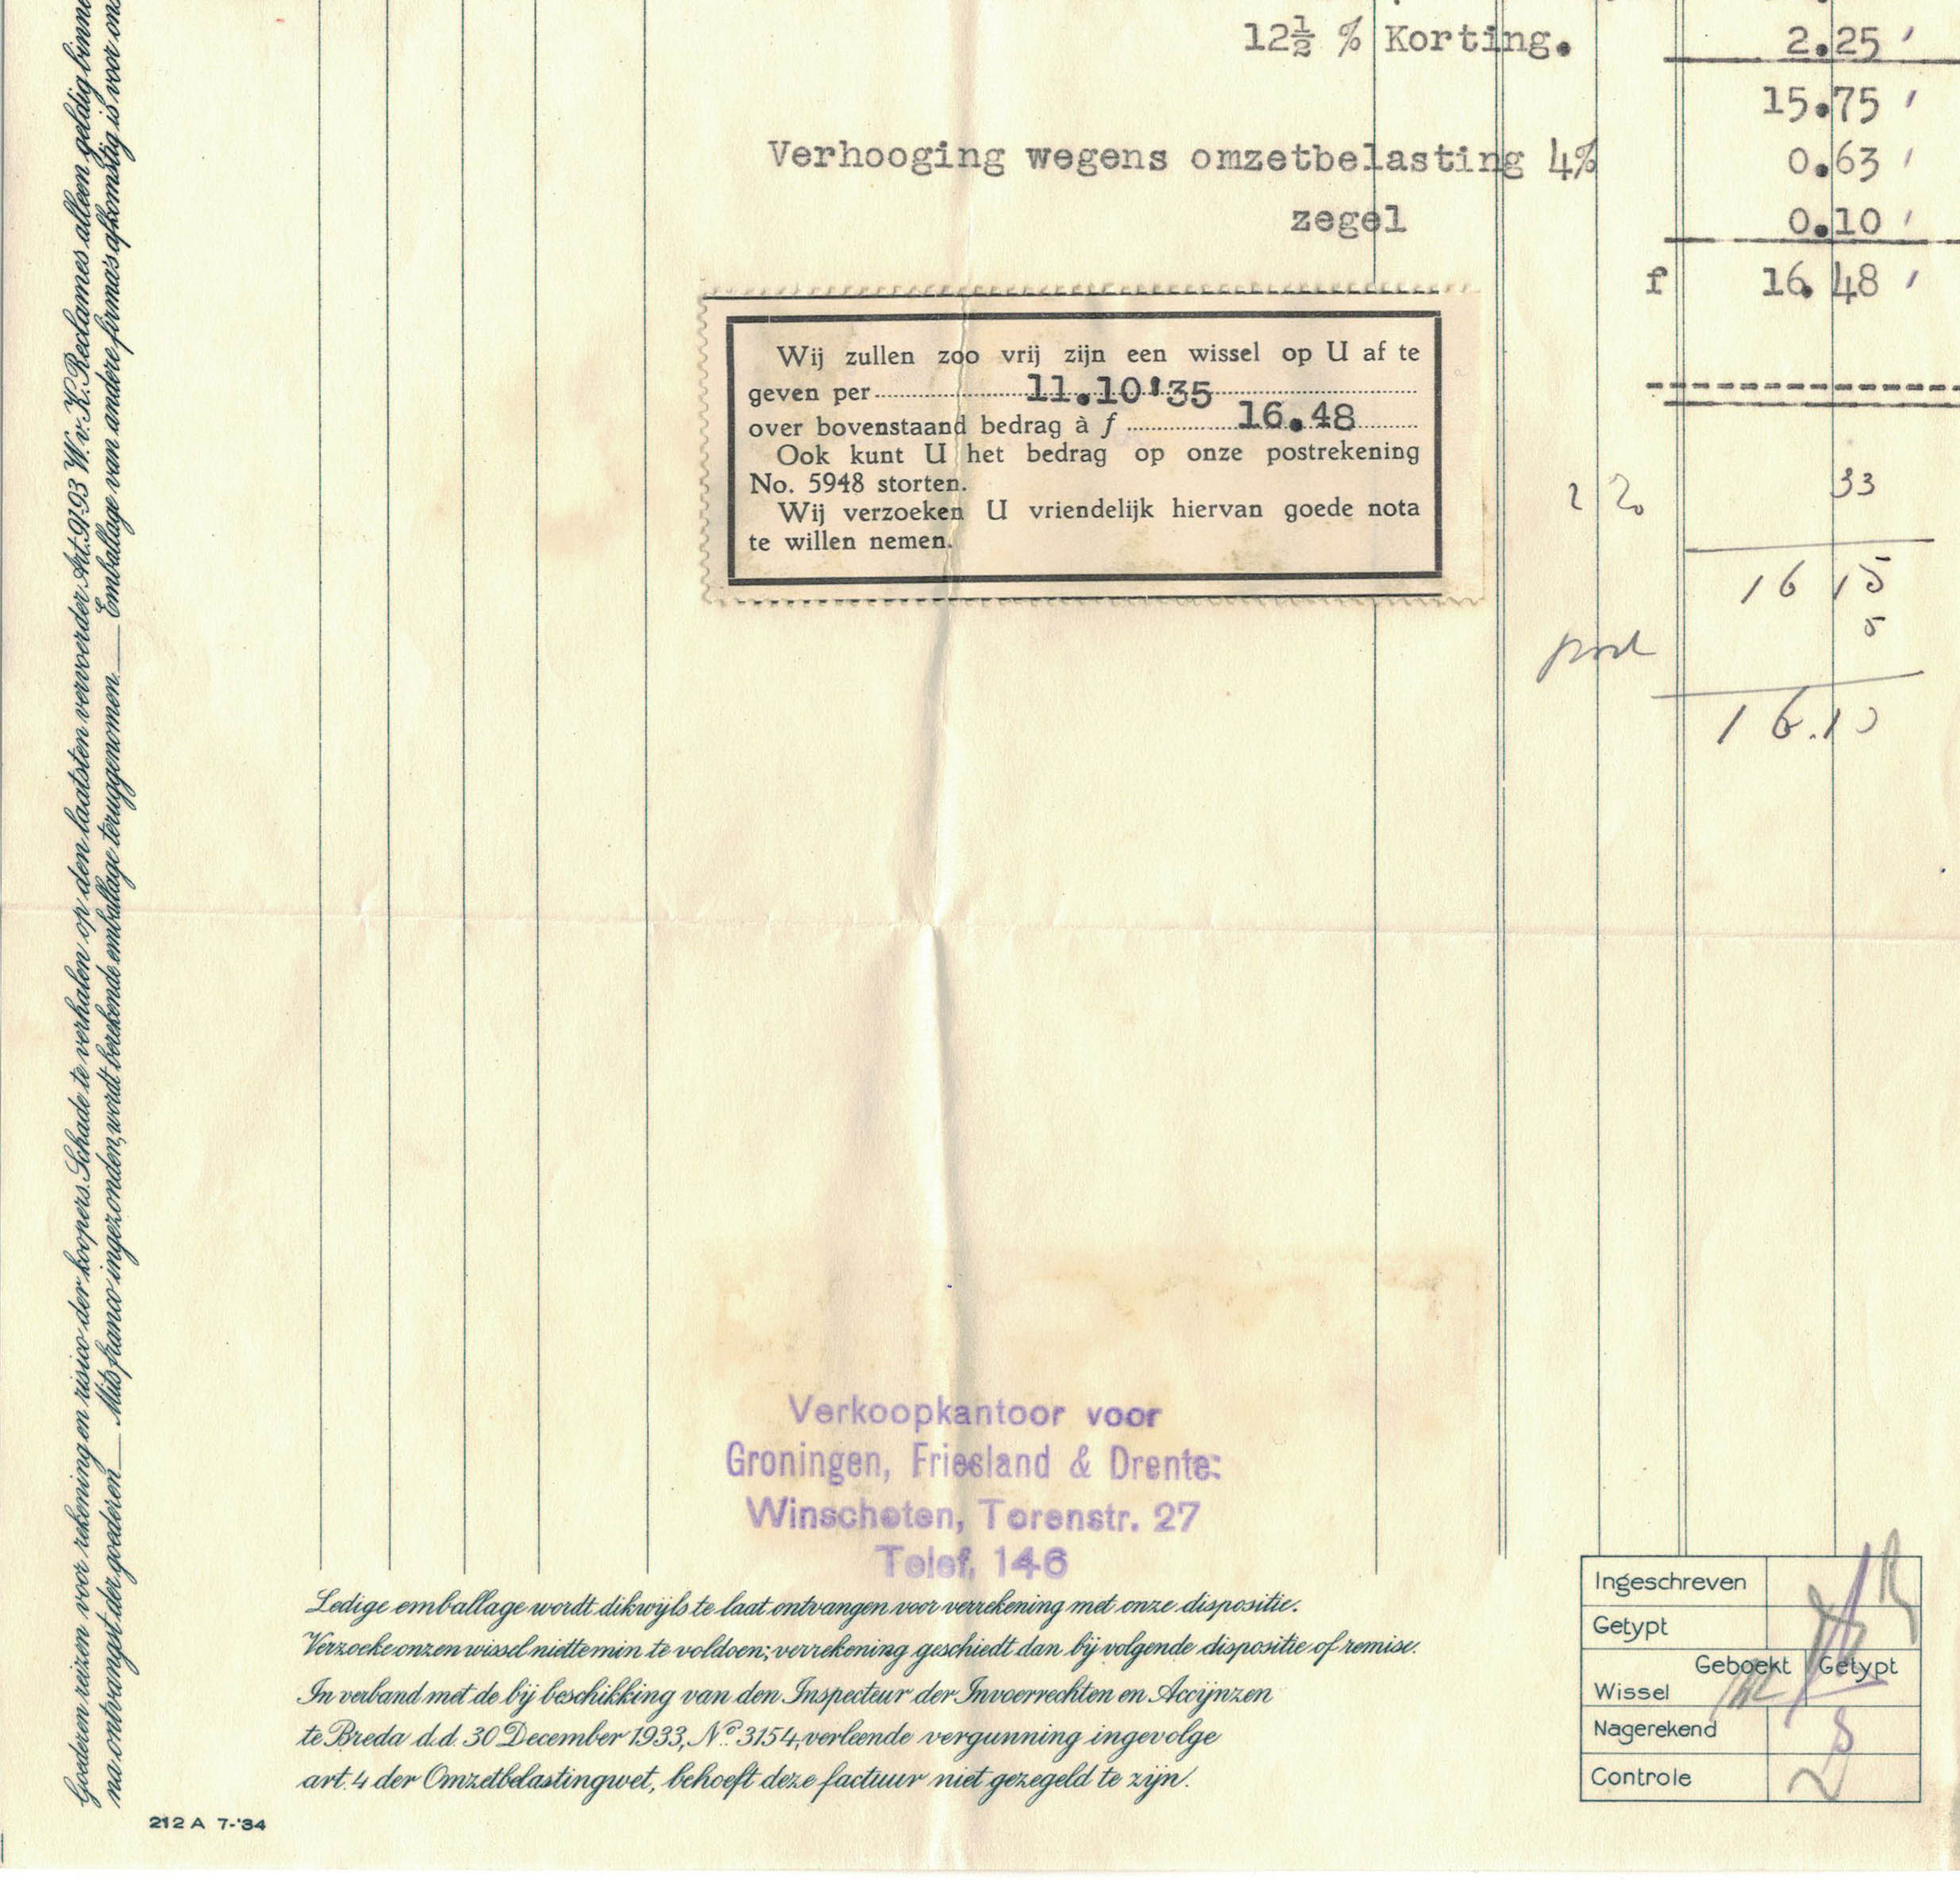 12½ % Korting. 2.25
15.75
Verhooging wegens omzetbelasting 4% 0.63
zegel 0.10
f 16.48
Wij zullen zoo vrij zijn een wissel op U af te
geven per 11.10'35
over bovenstaand bedrag à f 16.48
Ook kunt U het bedrag op onze postrekening
No. 5948 storten.
Wij verzoeken U vriendelijk hiervan goede nota
te willen nemen.
33
16 15
5
16.10
Verkoopkantoor voor
Groningen, Friesland & Drente:
Winschoten, Torenstr. 27
Telef. 146
Ledige emballage wordt dikwijls te laat ontvangen voor verrekening met onze dispositie.
Verzoeke onzen wissel niettemin te voldoen; verrekening geschiedt dan bij volgende dispositie of remise.
In verband met de bij beschikking van den Inspecteur der Invoerrechten en Accijnzen
te Breda d.d. 30 December 1933, No. 3154, verleende vergunning ingevolge
art. 4 der Omzetbelastingwet, behoeft deze factuur niet gezegeld te zijn.
Ingeschreven
Getypt
Geboekt Getypt
Wissel
Nagerekend
Controle
212 A 7-'34
Goederen reizen voor rekening en risico der koopers. Schade te verhalen op den laatsten vervoerder Art. 91-93 W.v.K. Reclames alleen geldig
na ontvangst der goederen. Mits franco ingezonden, wordt berekende emballage teruggenomen. Emballage van andere firma's afkomstig is voor